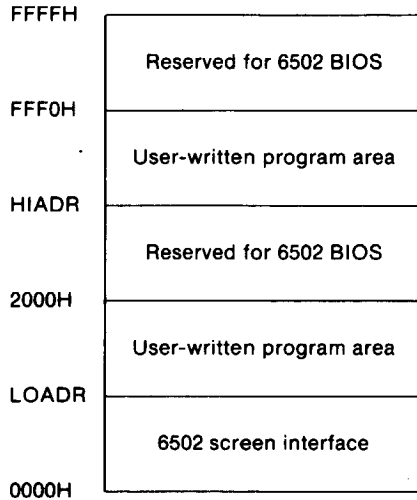 FFFFH
Reserved for 6502 BIOS
FFF0H
User-written program area
HIADR
Reserved for 6502 BIOS
2000H
User-written program area
LOADR
6502 screen interface
0000H